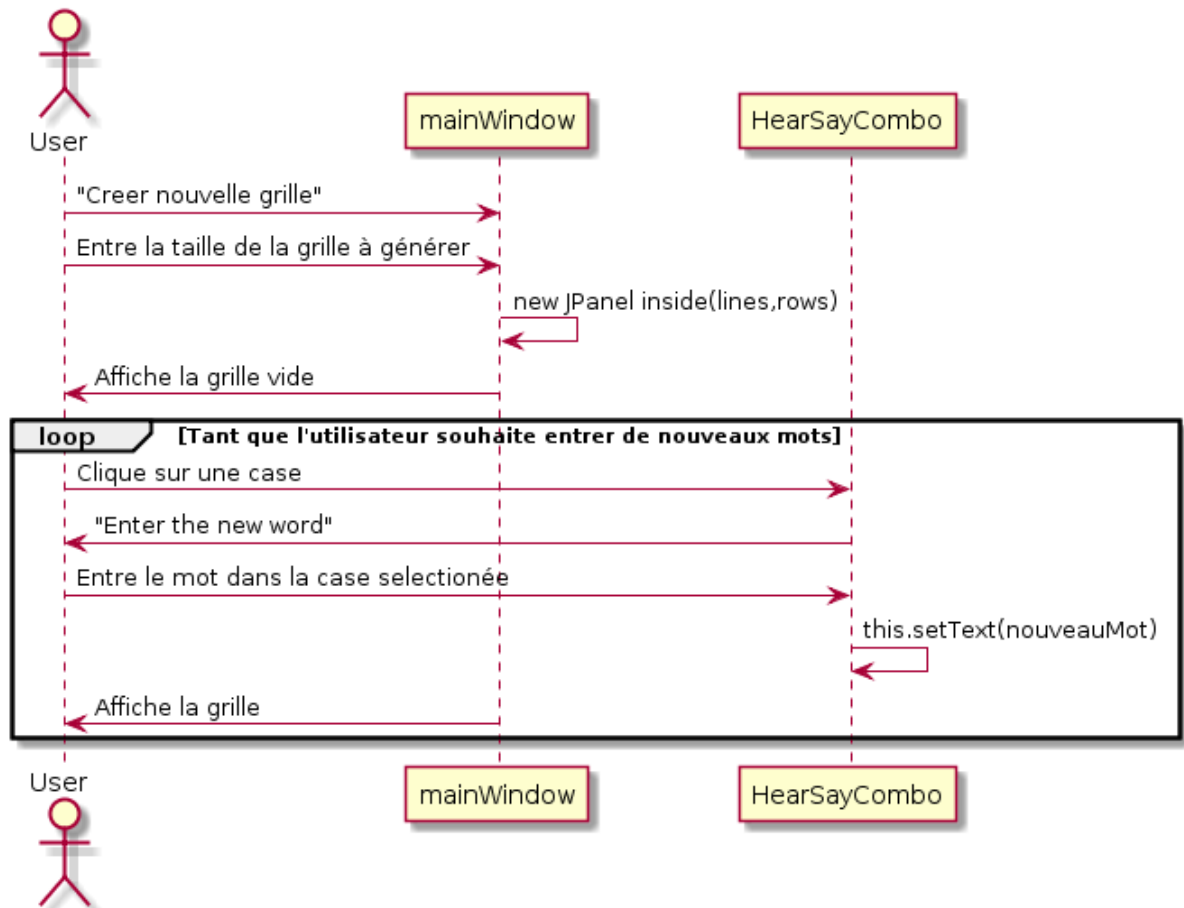 User
mainWindow
HearSayCombo
"Creer nouvelle grille"
Entre la taille de la grille à générer
new JPanel inside(lines,rows)
Affiche la grille vide
loop
[Tant que l'utilisateur souhaite entrer de nouveaux mots]
Clique sur une case
"Enter the new word"
Entre le mot dans la case selectionée
this.setText(nouveauMot)
Affiche la grille
User
mainWindow
HearSayCombo